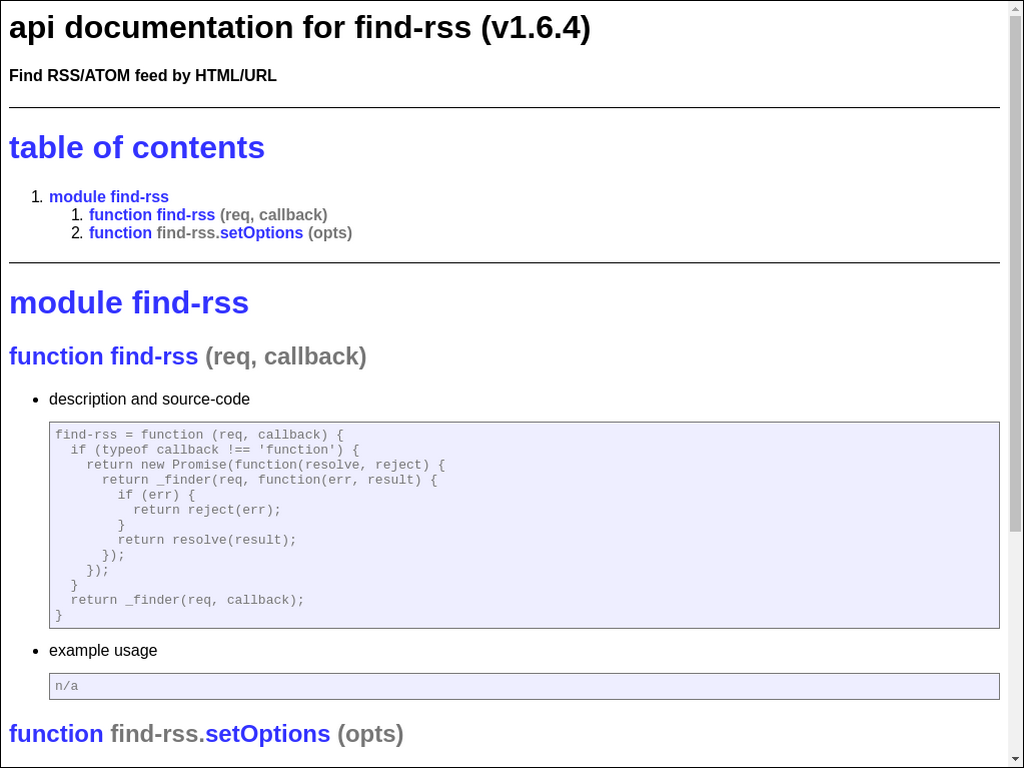 api documentation for find-rss (v1.6.4)
Find RSS/ATOM feed by HTML/URL
table of contents
1. module find-rss
1. function find-rss (req, callback)
2. function find-rss.setOptions (opts)
module find-rss
function find-rss (req, callback)
• description and source-code
find-rss = function (req, callback) {
  if (typeof callback !== 'function') {
    return new Promise(function(resolve, reject) {
      return _finder(req, function(err, result) {
        if (err) {
          return reject(err);
        }
        return resolve(result);
      });
    });
  }
  return _finder(req, callback);
}
• example usage
n/a
function find-rss.setOptions (opts)